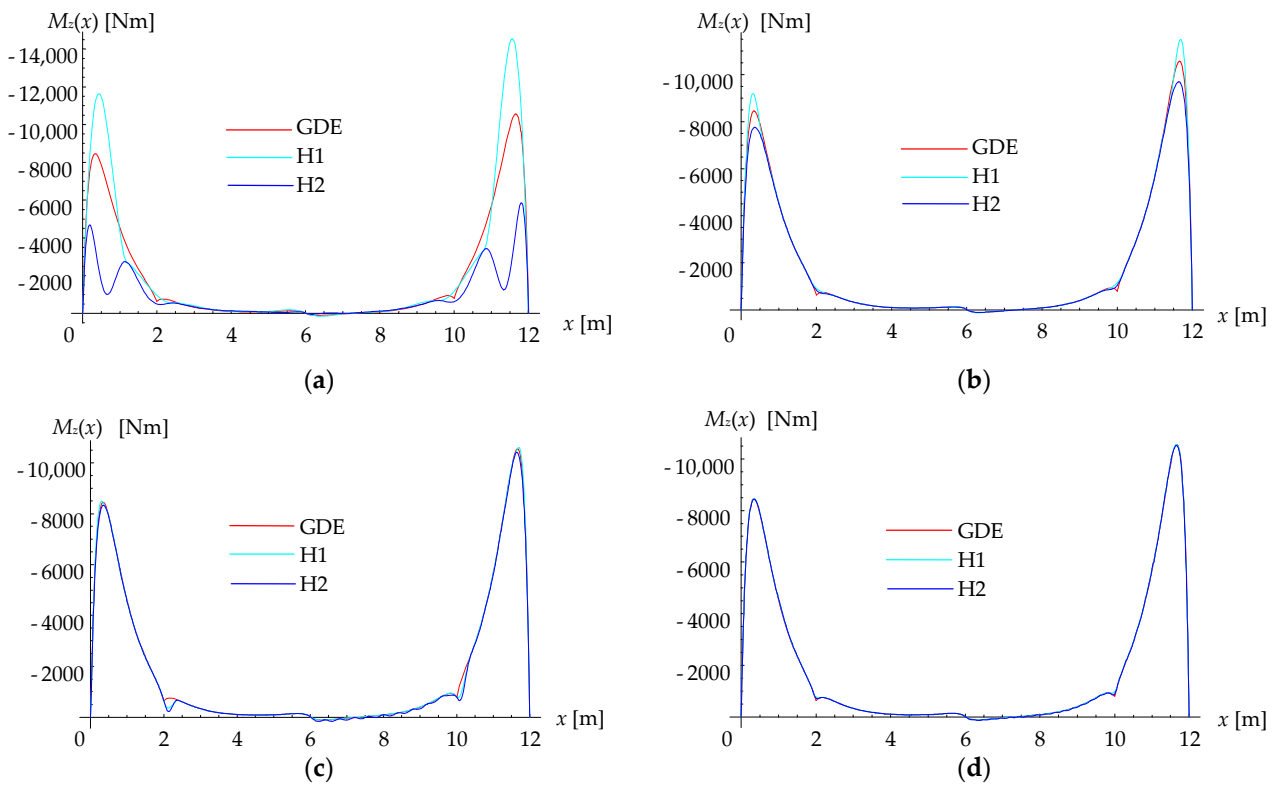 Mz(x) [Nm]
- 14,000
- 12,000
- 10,000
- 8000
- 6000
- 4000
- 2000
GDE
H1
H2
0 2 4 6 8 10 12
x [m]
(a)
Mz(x) [Nm]
- 10,000
- 8000
- 6000
- 4000
- 2000
GDE
H1
H2
0 2 4 6 8 10 12
x [m]
(b)
Mz(x) [Nm]
- 10,000
- 8000
- 6000
- 4000
- 2000
GDE
H1
H2
0 2 4 6 8 10 12
x [m]
(c)
Mz(x) [Nm]
- 10,000
- 8000
- 6000
- 4000
- 2000
GDE
H1
H2
0 2 4 6 8 10 12
x [m]
(d)